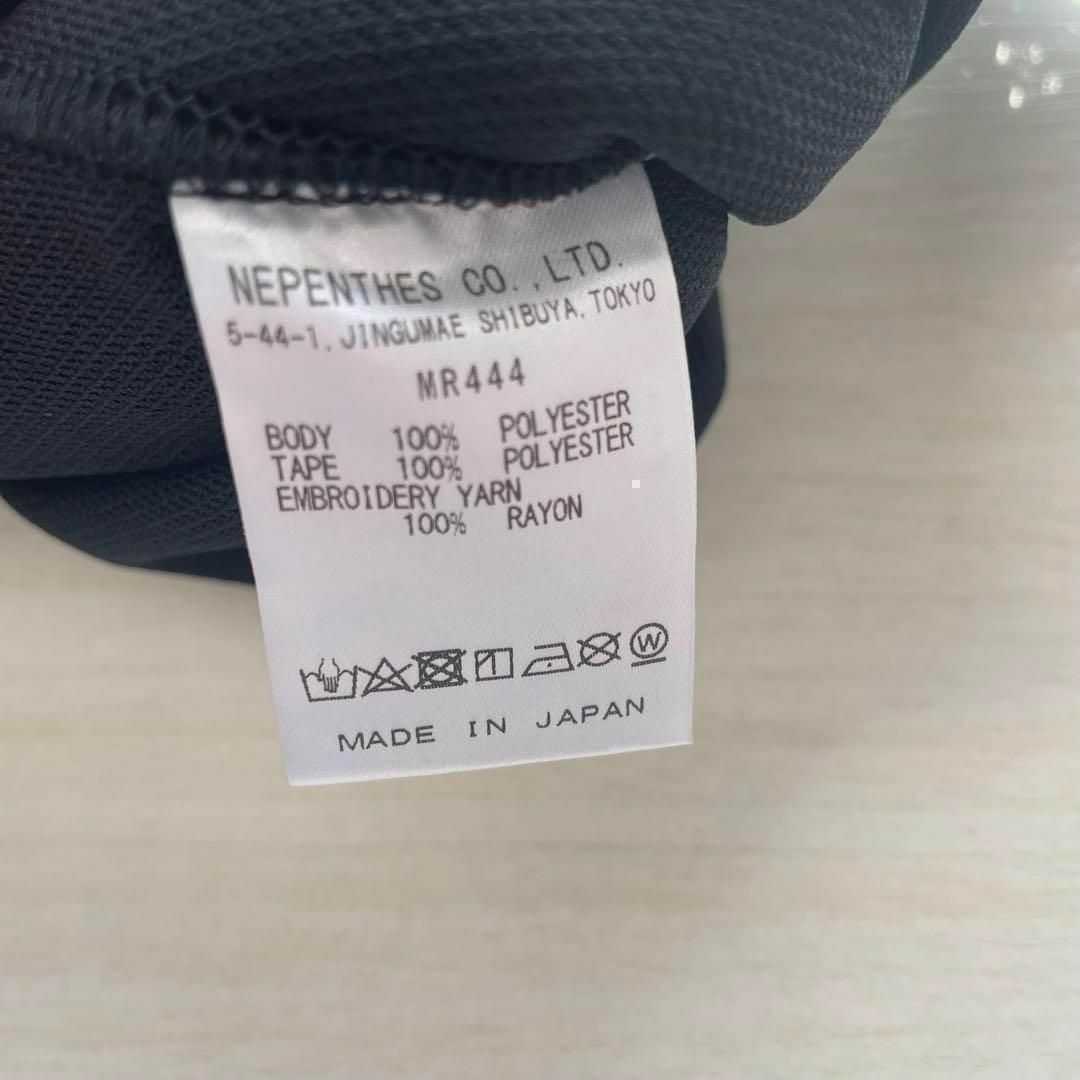 NEPENTHES CO.,LTD.
5-44-1, JINGUMAE SHIBUYA, TOKYO
MR444
BODY 100% POLYESTER
TAPE 100% POLYESTER
EMBROIDERY YARN
100% RAYON
W
MADE IN JAPAN